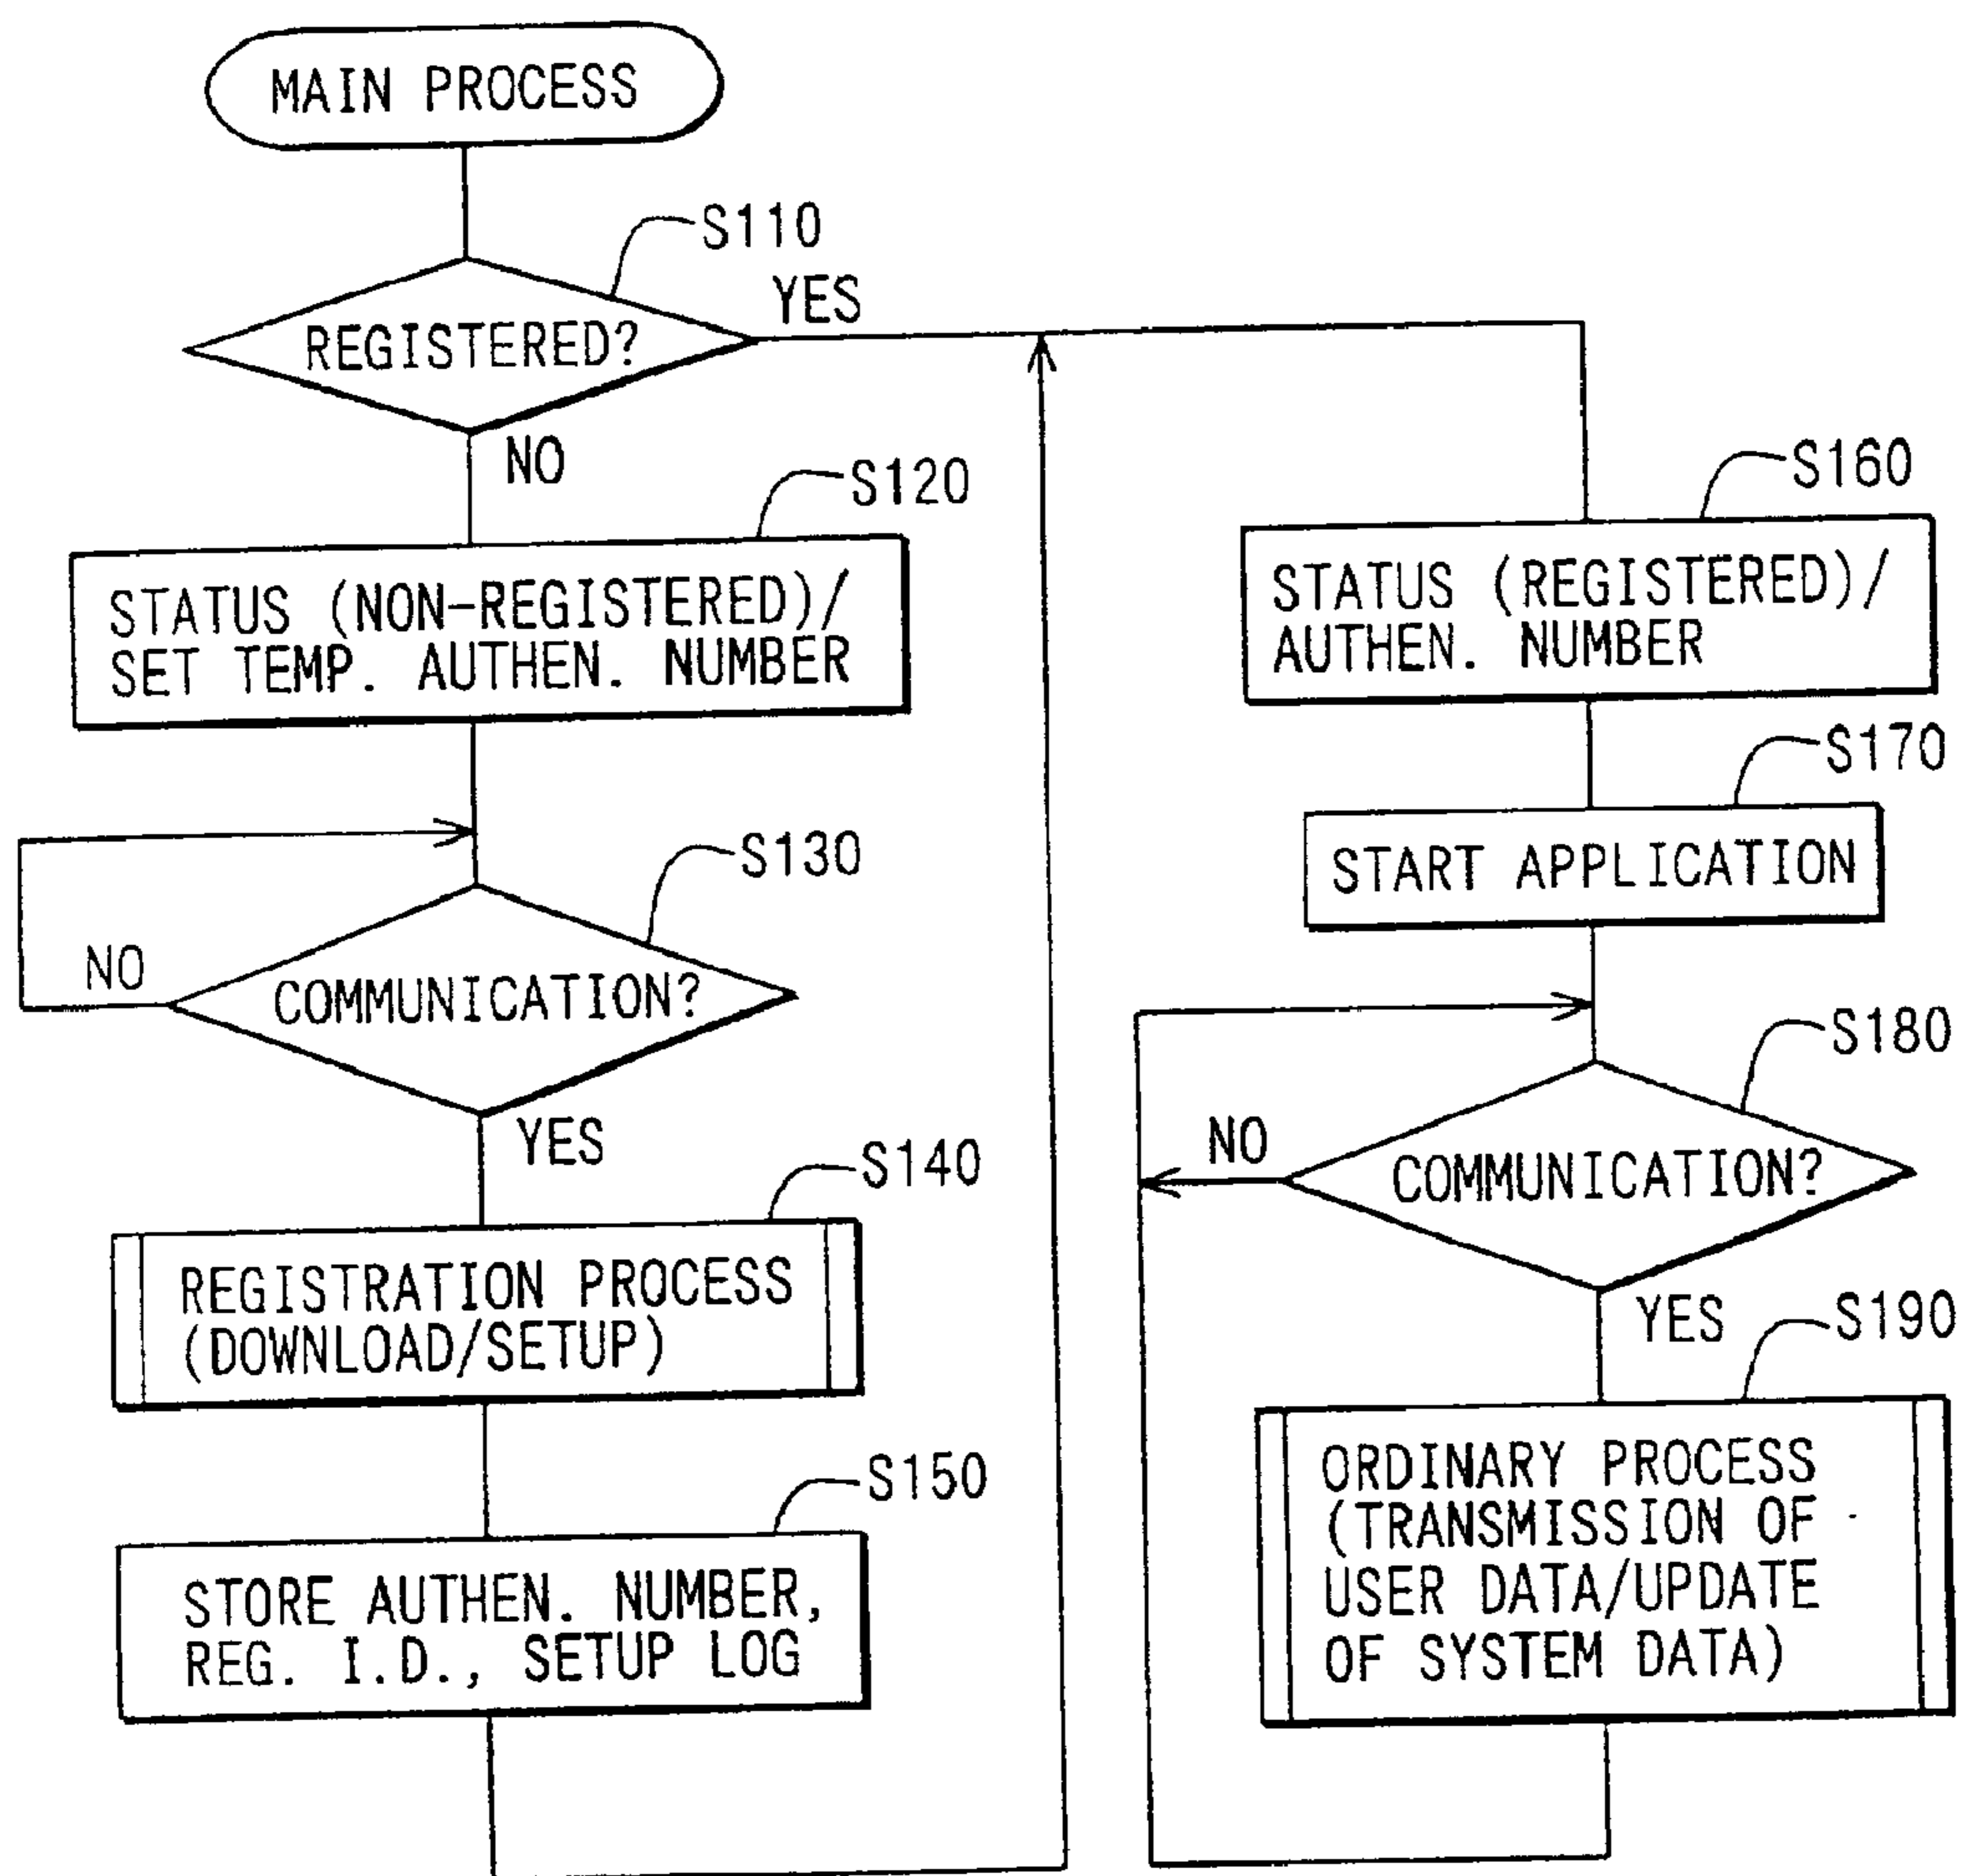 MAIN PROCESS
S110
REGISTERED?
YES
NO
S120
STATUS (NON-REGISTERED)/
SET TEMP. AUTHEN. NUMBER
S130
COMMUNICATION?
NO
YES
S140
REGISTRATION PROCESS
(DOWNLOAD/SETUP)
S150
STORE AUTHEN. NUMBER,
REG. I.D., SETUP LOG
S160
STATUS (REGISTERED)/
AUTHEN. NUMBER
S170
START APPLICATION
S180
COMMUNICATION?
NO
YES
S190
ORDINARY PROCESS
(TRANSMISSION OF
USER DATA/UPDATE
OF SYSTEM DATA)